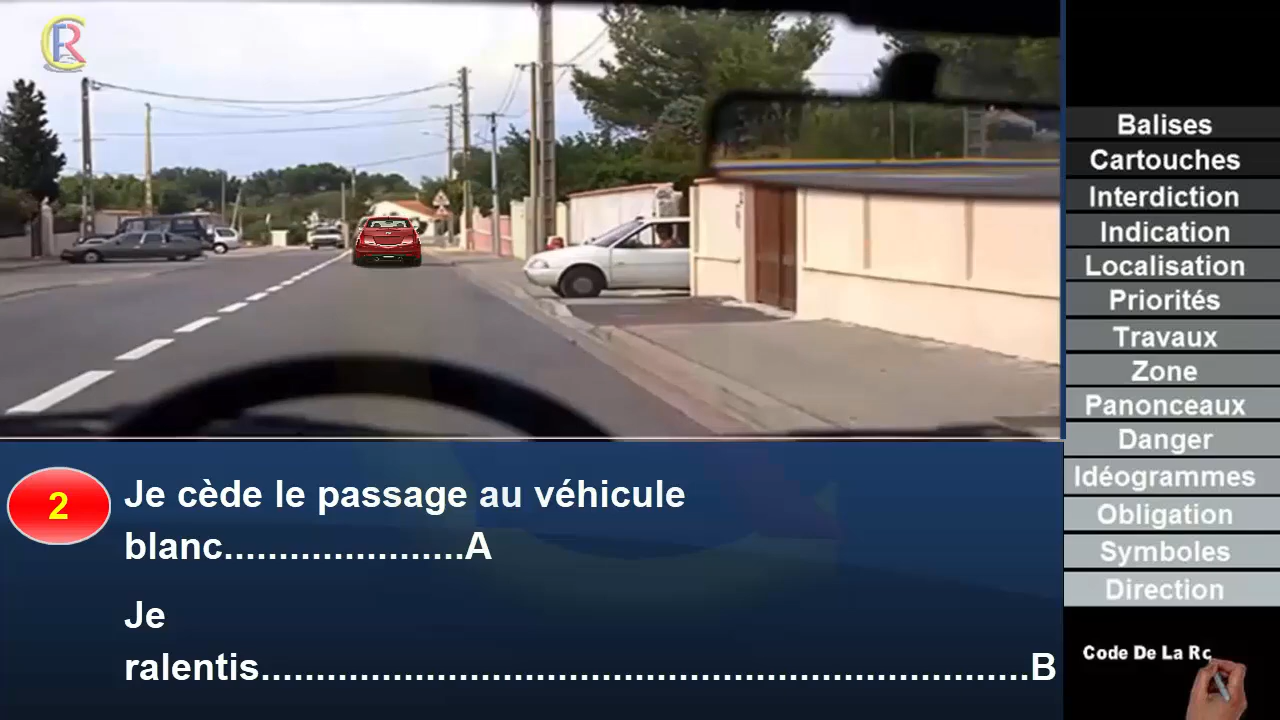 CFR
Balises
Cartouches
Interdiction
Indication
Localisation
Priorités
Travaux
Zone
Panonceaux
Danger
Idéogrammes
Obligation
Symboles
Direction
2
Je cède le passage au véhicule
blanc......................A
Je
ralentis......................................................................B
Code De La Rc